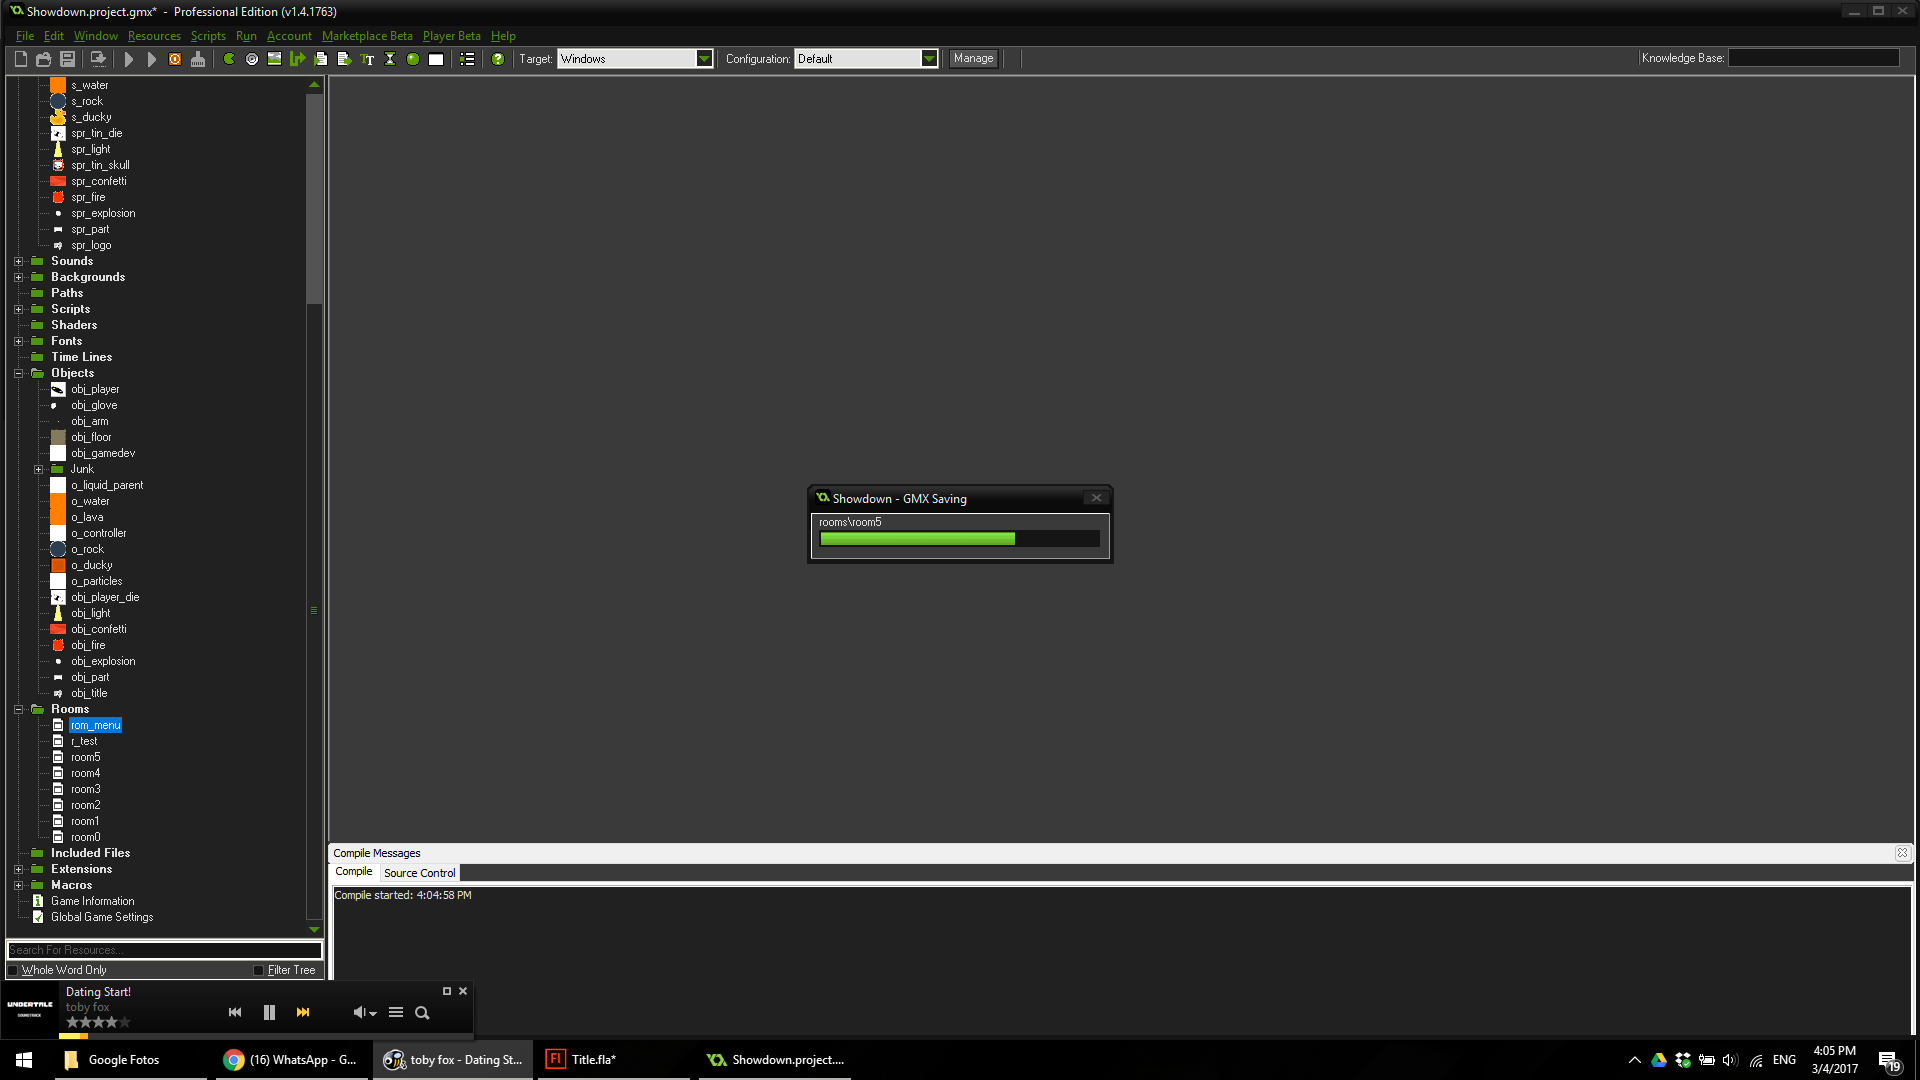 Showdown.project.gmx* - Professional Edition (v1.4.1763)
File Edit Window Resources Scripts Run Account Marketplace Beta Player Beta Help
Target: Windows Configuration: Default Manage Knowledge Base:
s_water
s_rock
s_ducky
spr_tin_die
spr_light
spr_tin_skull
spr_confetti
spr_fire
spr_explosion
spr_part
spr_logo
Sounds
Backgrounds
Paths
Scripts
Shaders
Fonts
Time Lines
Objects
obj_player
obj_glove
obj_arm
obj_floor
obj_gamedev
Junk
o_liquid_parent
o_water
o_lava
o_controller
o_rock
o_ducky
o_particles
obj_player_die
obj_light
obj_confetti
obj_fire
obj_explosion
obj_part
obj_title
Rooms
rom_menu
r_test
room5
room4
room3
room2
room1
room0
Included Files
Extensions
Macros
Game Information
Global Game Settings
Search For Resources...
Whole Word Only Filter Tree
Showdown - GMX Saving
rooms\room5
Compile Messages
Compile Source Control
Compile started: 4:04:58 PM
UNDERTALE
SOUNDTRACK
Dating Start!
toby fox
Google Fotos
(16) WhatsApp - G...
toby fox - Dating St...
Fl Title.fla*
Showdown.project....
ENG
4:05 PM
3/4/2017
19